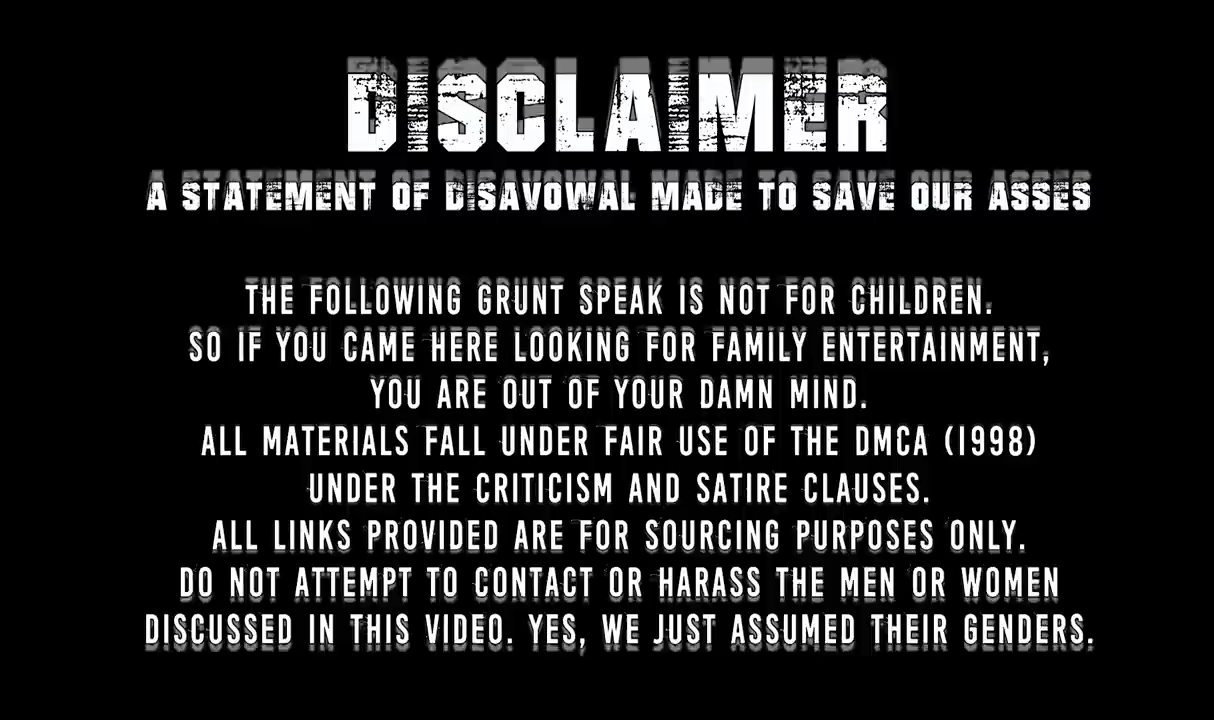 DISCLAIMER
A STATEMENT OF DISAVOWAL MADE TO SAVE OUR ASSES
THE FOLLOWING GRUNT SPEAK IS NOT FOR CHILDREN.
SO IF YOU CAME HERE LOOKING FOR FAMILY ENTERTAINMENT,
YOU ARE OUT OF YOUR DAMN MIND.
ALL MATERIALS FALL UNDER FAIR USE OF THE DMCA (1998)
UNDER THE CRITICISM AND SATIRE CLAUSES.
ALL LINKS PROVIDED ARE FOR SOURCING PURPOSES ONLY.
DO NOT ATTEMPT TO CONTACT OR HARASS THE MEN OR WOMEN
DISCUSSED IN THIS VIDEO. YES, WE JUST ASSUMED THEIR GENDERS.